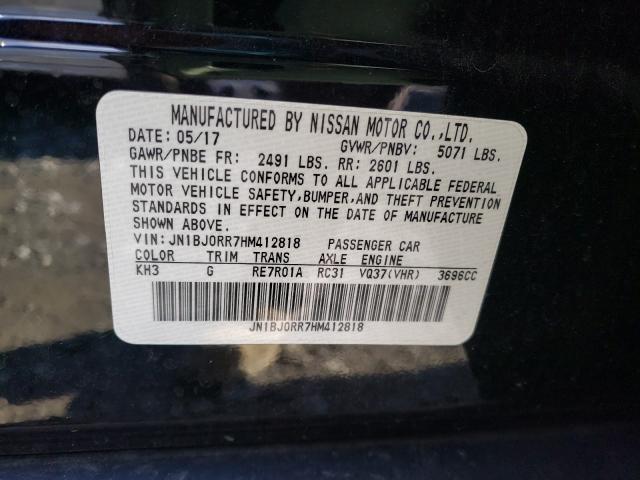 MANUFACTURED BY NISSAN MOTOR CO.,LTD.
DATE: 05/17 GVWR/PNBV: 5071 LBS.
GAWR/PNBE FR: 2491 LBS. RR: 2601 LBS.
THIS VEHICLE CONFORMS TO ALL APPLICABLE FEDERAL
MOTOR VEHICLE SAFETY,BUMPER,AND THEFT PREVENTION
STANDARDS IN EFFECT ON THE DATE OF MANUFACTURE
SHOWN ABOVE.
VIN: JN1BJ0RR7HM412818 PASSENGER CAR
COLOR TRIM TRANS AXLE ENGINE
KH3 G RE7R01A RC31 VQ37(VHR) 3696CC
JN1BJ0RR7HM412818